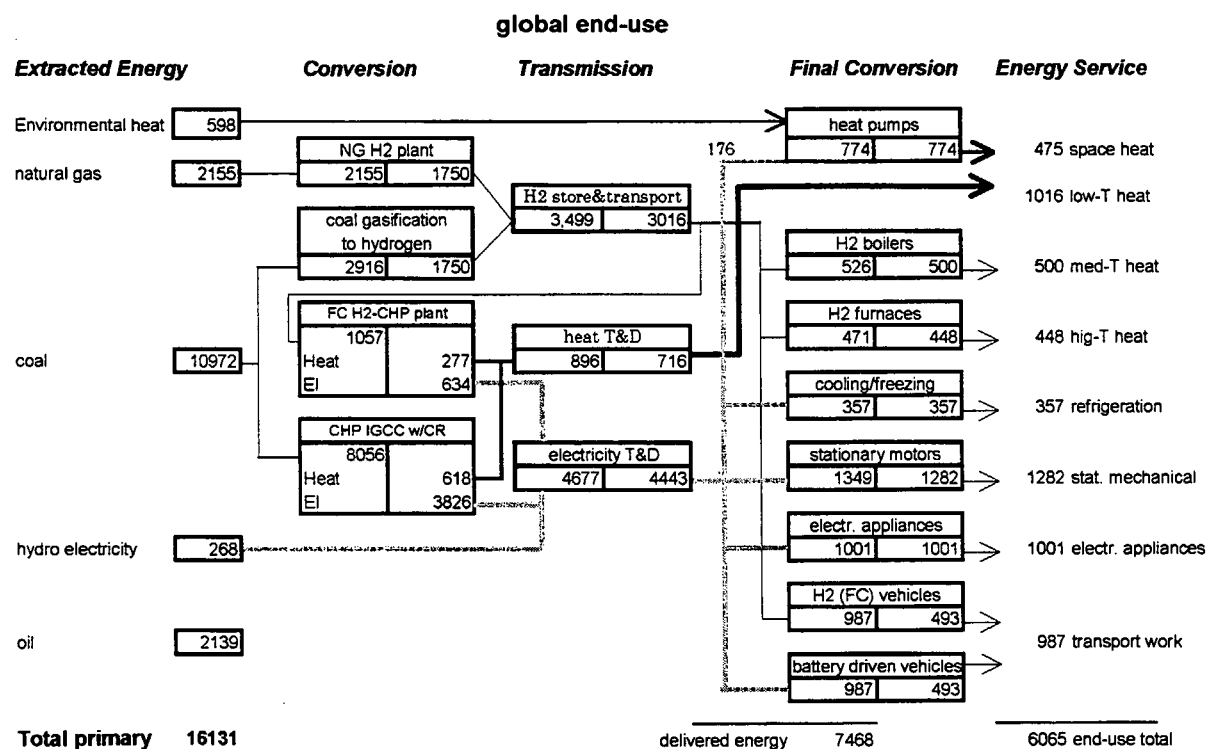 global end-use
Extracted Energy Conversion Transmission Final Conversion Energy Service
Environmental heat 598
heat pumps
176 774 774
475 space heat
natural gas 2155
NG H2 plant
2155 1750
1016 low-T heat
H2 store&transport
3,499 3016
coal gasification
to hydrogen
2916 1750
H2 boilers
526 500
500 med-T heat
coal 10972
FC H2-CHP plant
1057
Heat 277
El 634
heat T&D
896 716
H2 furnaces
471 448
448 hig-T heat
cooling/freezing
357 357
357 refrigeration
CHP IGCC w/CR
8056
Heat 618
El 3826
electricity T&D
4677 4443
stationary motors
1349 1282
1282 stat. mechanical
hydro electricity 268
electr. appliances
1001 1001
1001 electr. appliances
H2 (FC) vehicles
987 493
oil 2139
987 transport work
battery driven vehicles
987 493
Total primary 16131
delivered energy 7468
6065 end-use total